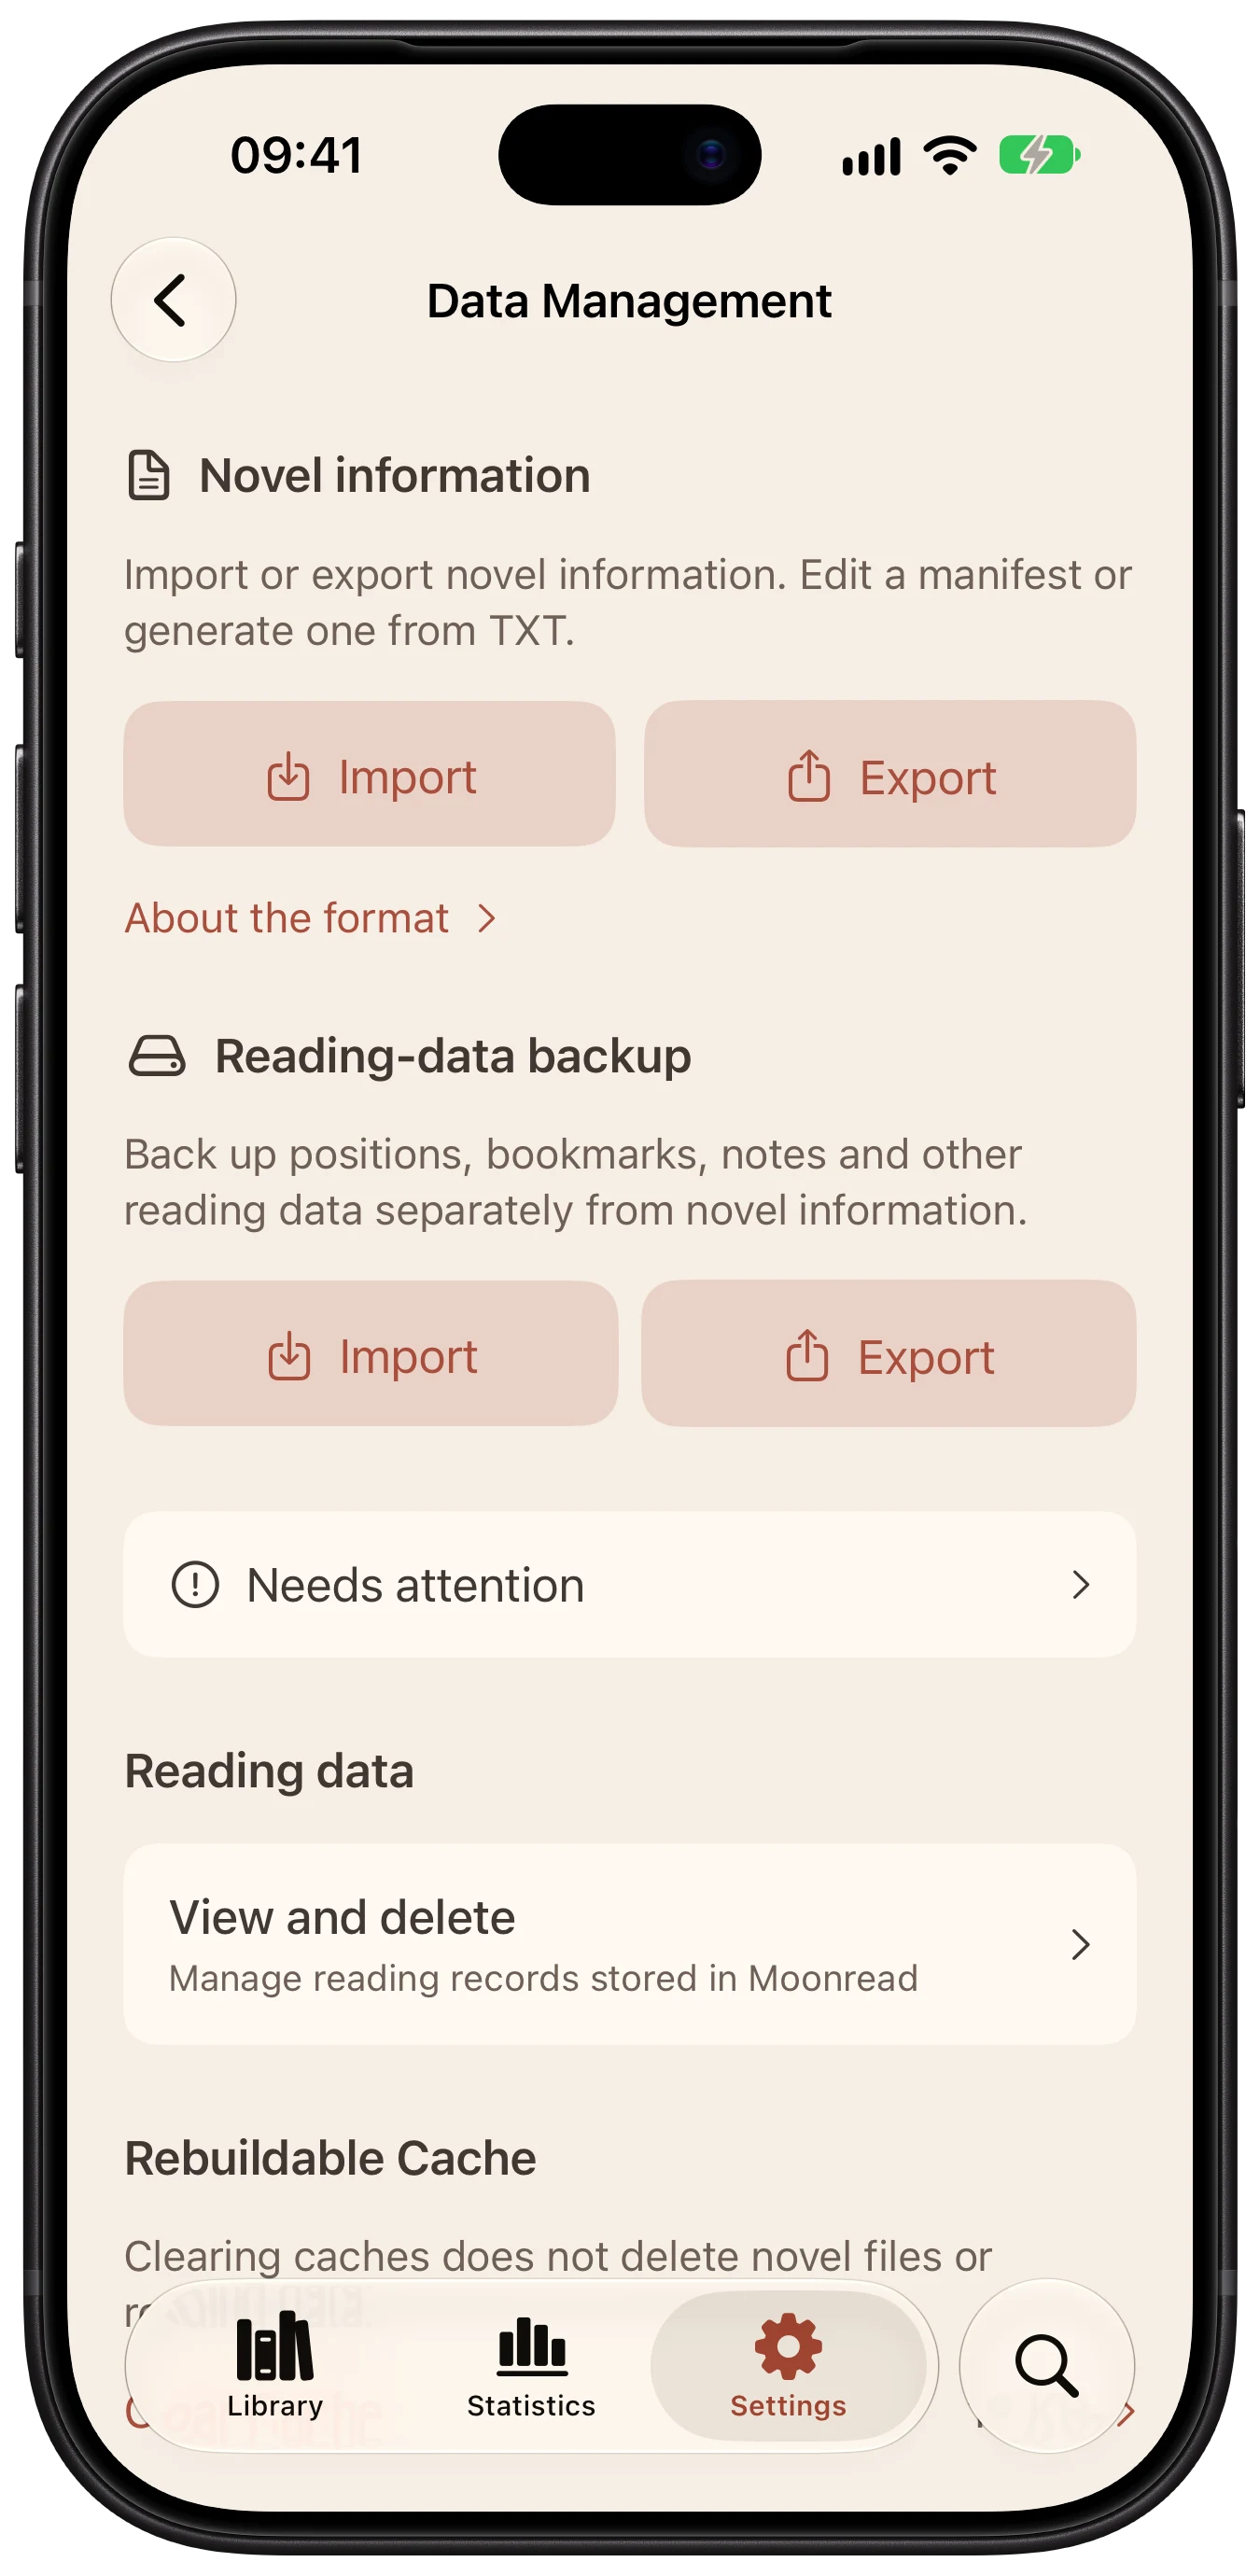 09:41
Data Management
Novel information
Import or export novel information. Edit a manifest or
generate one from TXT.
Import
Export
About the format
Reading-data backup
Back up positions, bookmarks, notes and other
reading data separately from novel information.
Import
Export
Needs attention
Reading data
View and delete
Manage reading records stored in Moonread
Rebuildable Cache
Clearing caches does not delete novel files or
Library
Statistics
Settings